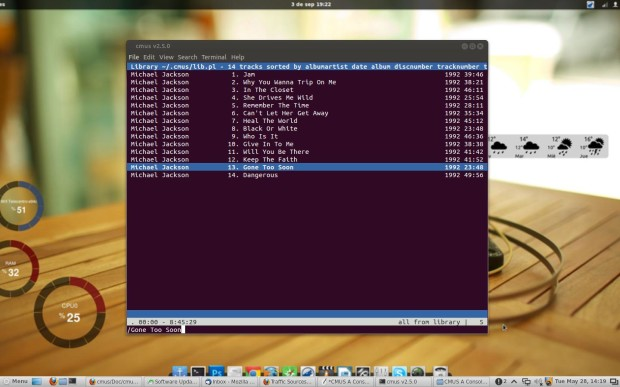 3 de sep 19:22
cmus v2.5.0
File Edit View Search Terminal Help
Library ~/.cmus/lib.pl - 14 tracks sorted by albumartist date album discnumber tracknumber t
Michael Jackson 1. Jam 1992 39:46
Michael Jackson 2. Why You Wanna Trip On Me 1992 38:21
Michael Jackson 3. In The Closet 1992 46:11
Michael Jackson 4. She Drives Me Wild 1992 25:54
Michael Jackson 5. Remember The Time 1992 28:11
Michael Jackson 6. Can't Let Her Get Away 1992 35:34
Michael Jackson 7. Heal The World 1992 45:12
Michael Jackson 8. Black Or White 1992 23:48
Michael Jackson 9. Who Is It 1992 46:36
Michael Jackson 10. Give In To Me 1992 38:38
Michael Jackson 11. Will You Be There 1992 41:42
Michael Jackson 12. Keep The Faith 1992 41:52
Michael Jackson 13. Gone Too Soon 1992 23:48
Michael Jackson 14. Dangerous 1992 49:56
. 00:00 - 8:45:29 all from library | S
/Gone Too Soon
12°
14°
12°
16°
Mar
Mié
Jue
% 51
RAM
% 32
CPU0
% 25
Menu
cmus/Doc/cmu...
Software Upda...
Inbox - Mozilla ...
Traffic Sources...
*CMUS A Cons...
cmus v2.5.0
CMUS A Consol...
2
Tue May 28, 14:19